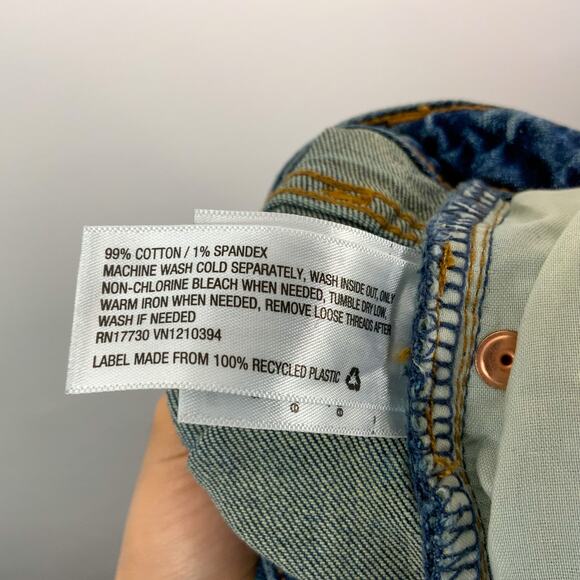 99% COTTON / 1% SPANDEX
MACHINE WASH COLD SEPARATELY, WASH INSIDE OUT, ONLY
NON-CHLORINE BLEACH WHEN NEEDED, TUMBLE DRY LOW,
WARM IRON WHEN NEEDED, REMOVE LOOSE THREADS AFTER
WASH IF NEEDED
RN17730 VN1210394
LABEL MADE FROM 100% RECYCLED PLASTIC